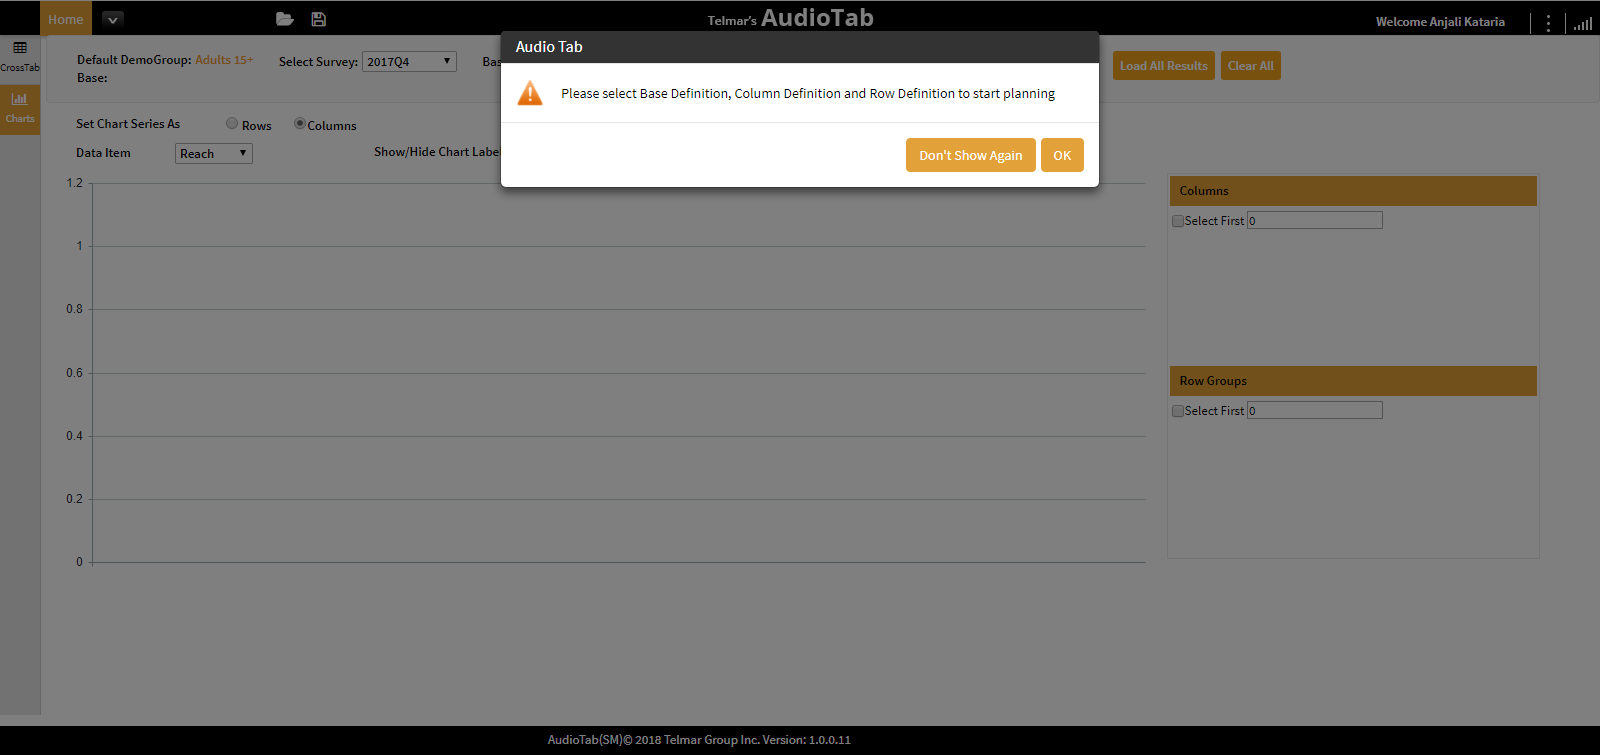 Home
Telmar's AudioTab
Welcome Anjali Kataria
CrossTab
Charts
Default DemoGroup: Adults 15+
Base:
Select Survey: 2017Q4
Bas
Load All Results
Clear All
Audio Tab
Please select Base Definition, Column Definition and Row Definition to start planning
Don't Show Again
OK
Set Chart Series As
Rows
Columns
Data Item
Reach
Show/Hide Chart Label
1.2
1
0.8
0.6
0.4
0.2
0
Columns
Select First 0
Row Groups
Select First 0
AudioTab(SM)© 2018 Telmar Group Inc. Version: 1.0.0.11